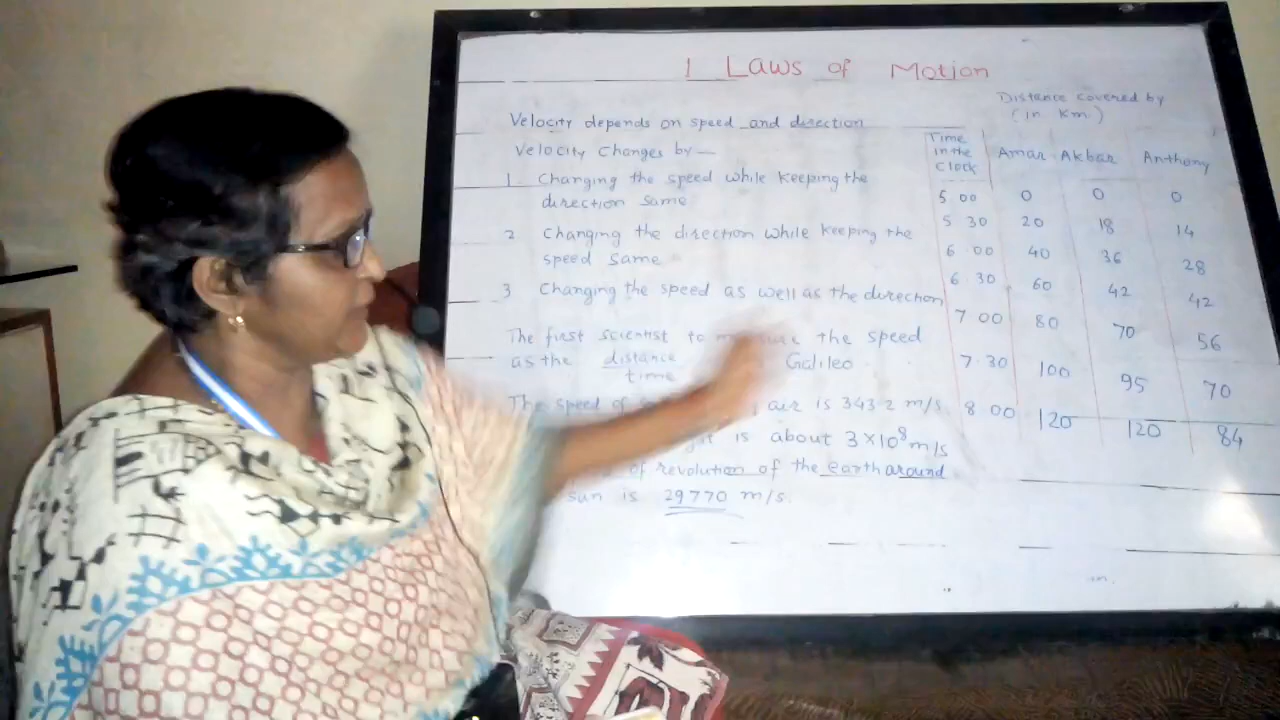 1 Laws of Motion
Velocity depends on speed and direction
Velocity Changes by —
1. Changing the speed while keeping the
direction same
2 Changing the direction while keeping the
speed same
3 Changing the speed as well as the direction
The first scientist to the speed
as the distance / time Galileo
The speed of air is 343.2 m/s.
is about 3×10⁸ m/s
of revolution of the earth around
sun is 29770 m/s.
Distance covered by
(in Km.)
Time in the Clock Amar Akbar Anthony
5 00 0 0 0
5 30 20 18 14
6.00 40 36 28
6.30 60 42 42
7 00 80 70 56
7.30 100 95 70
8.00 120 120 84